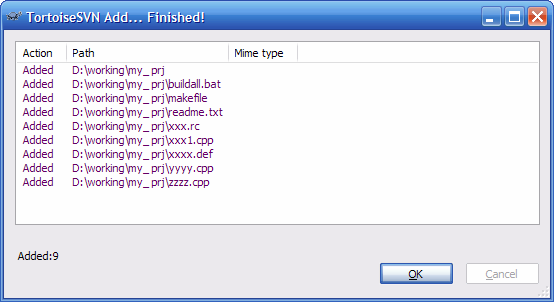 TortoiseSVN Add... Finished!
Action Path Mime type
Added D:\working\my_prj
Added D:\working\my_prj\buildall.bat
Added D:\working\my_prj\makefile
Added D:\working\my_prj\readme.txt
Added D:\working\my_prj\xxx.rc
Added D:\working\my_prj\xxx1.cpp
Added D:\working\my_prj\xxxx.def
Added D:\working\my_prj\yyyy.cpp
Added D:\working\my_prj\zzzz.cpp
Added:9
OK Cancel